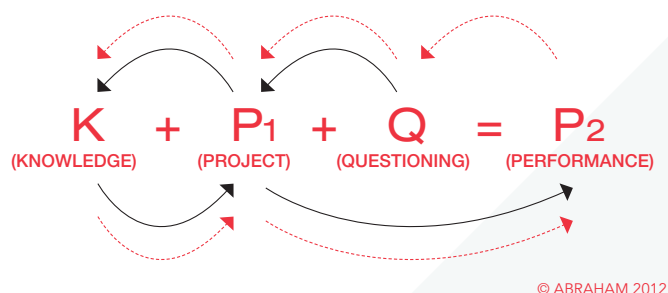 K + P1 + Q = P2
(KNOWLEDGE) (PROJECT) (QUESTIONING) (PERFORMANCE)
© ABRAHAM 2012